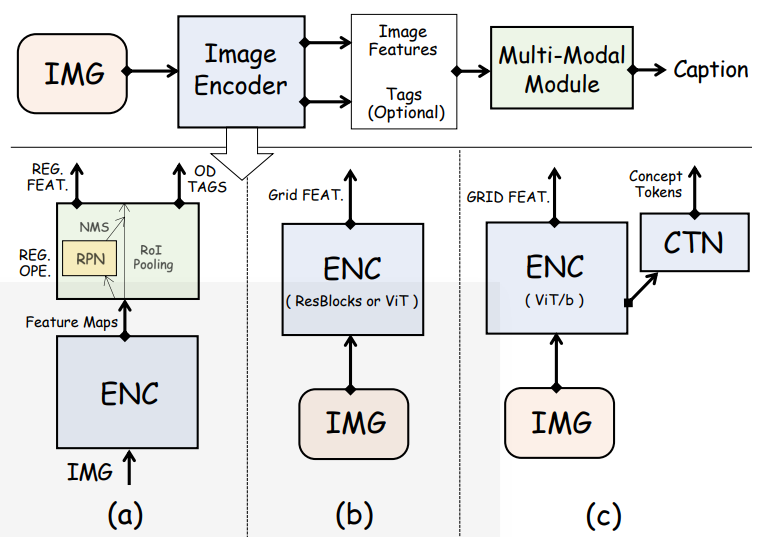 IMG
Image
Encoder
Image
Features
Tags
(Optional)
Multi-Modal
Module
Caption
REG.
FEAT.
OD
TAGS
NMS
REG.
OPE.
RPN
RoI
Pooling
Feature Maps
ENC
IMG
(a)
Grid FEAT.
ENC
( ResBlocks or ViT )
IMG
(b)
GRID FEAT.
Concept
Tokens
CTN
ENC
( ViT/b )
IMG
(c)